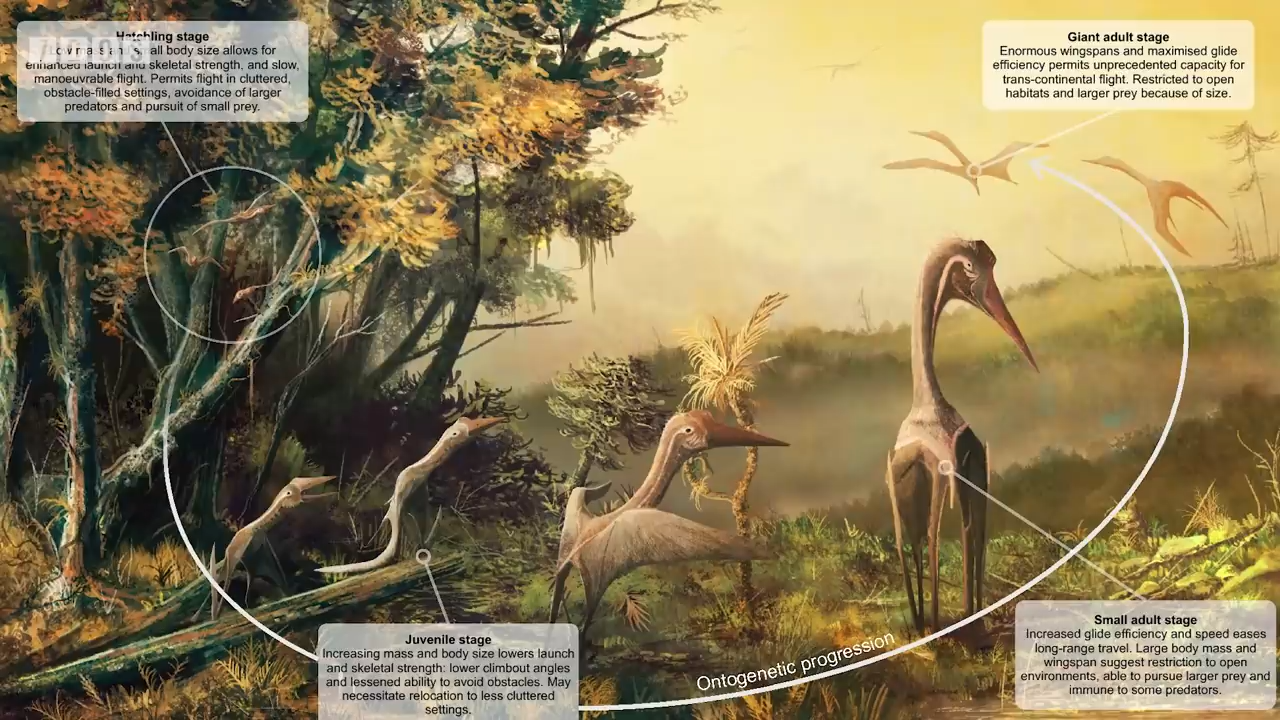 Hatchling stage
Low mass and small body size allows for
enhanced launch and skeletal strength, and slow,
manoeuvrable flight. Permits flight in cluttered,
obstacle-filled settings, avoidance of larger
predators and pursuit of small prey.
Giant adult stage
Enormous wingspans and maximised glide
efficiency permits unprecedented capacity for
trans-continental flight. Restricted to open
habitats and larger prey because of size.
Juvenile stage
Increasing mass and body size lowers launch
and skeletal strength: lower climbout angles
and lessened ability to avoid obstacles. May
necessitate relocation to less cluttered
settings.
Ontogenetic progression
Small adult stage
Increased glide efficiency and speed eases
long-range travel. Large body mass and
wingspan suggest restriction to open
environments, able to pursue larger prey and
immune to some predators.